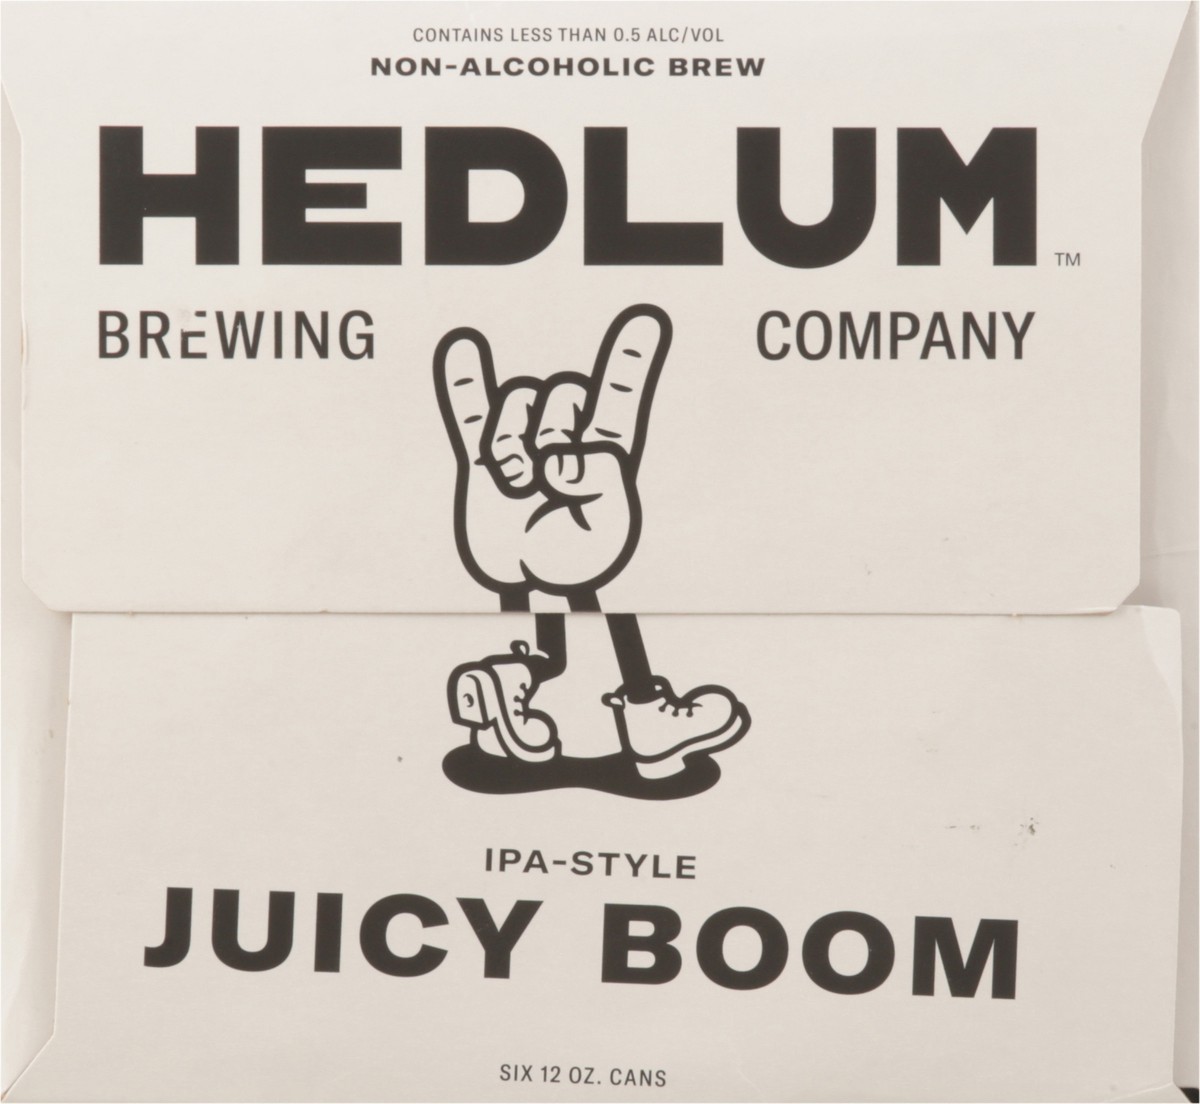 CONTAINS LESS THAN 0.5 ALC/VOL
NON-ALCOHOLIC BREW
HEDLUM TM
BREWING COMPANY
IPA-STYLE
JUICY BOOM
SIX 12 OZ. CANS